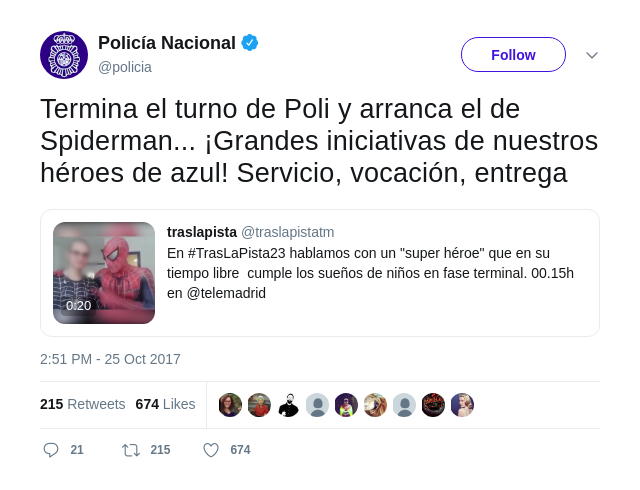 Policía Nacional
@policia
Follow
Termina el turno de Poli y arranca el de
Spiderman... ¡Grandes iniciativas de nuestros
héroes de azul! Servicio, vocación, entrega
traslapista @traslapistatm
En #TrasLaPista23 hablamos con un "super héroe" que en su
tiempo libre  cumple los sueños de niños en fase terminal. 00.15h
en @telemadrid
0:20
2:51 PM - 25 Oct 2017
215 Retweets 674 Likes
21 215 674